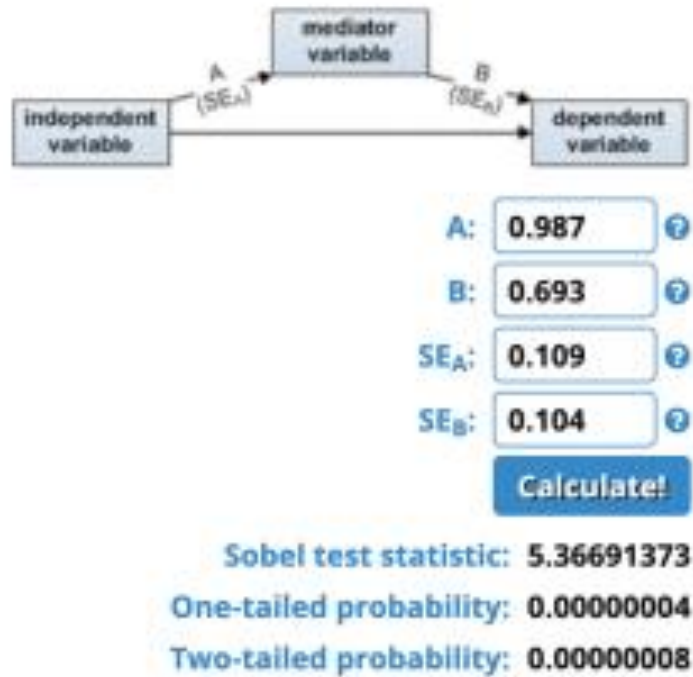 mediator
variable
A
(SEA)
B
(SEB)
independent
variable
dependent
variable
A: 0.987 ?
B: 0.693 ?
SEA: 0.109 ?
SEB: 0.104 ?
Calculate!
Sobel test statistic: 5.36691373
One-tailed probability: 0.00000004
Two-tailed probability: 0.00000008